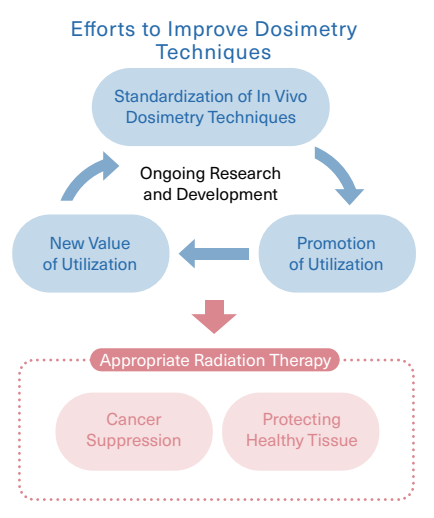 Efforts to Improve Dosimetry
Techniques
Standardization of In Vivo
Dosimetry Techniques
Ongoing Research
and Development
New Value
of Utilization
Promotion
of Utilization
Appropriate Radiation Therapy
Cancer
Suppression
Protecting
Healthy Tissue